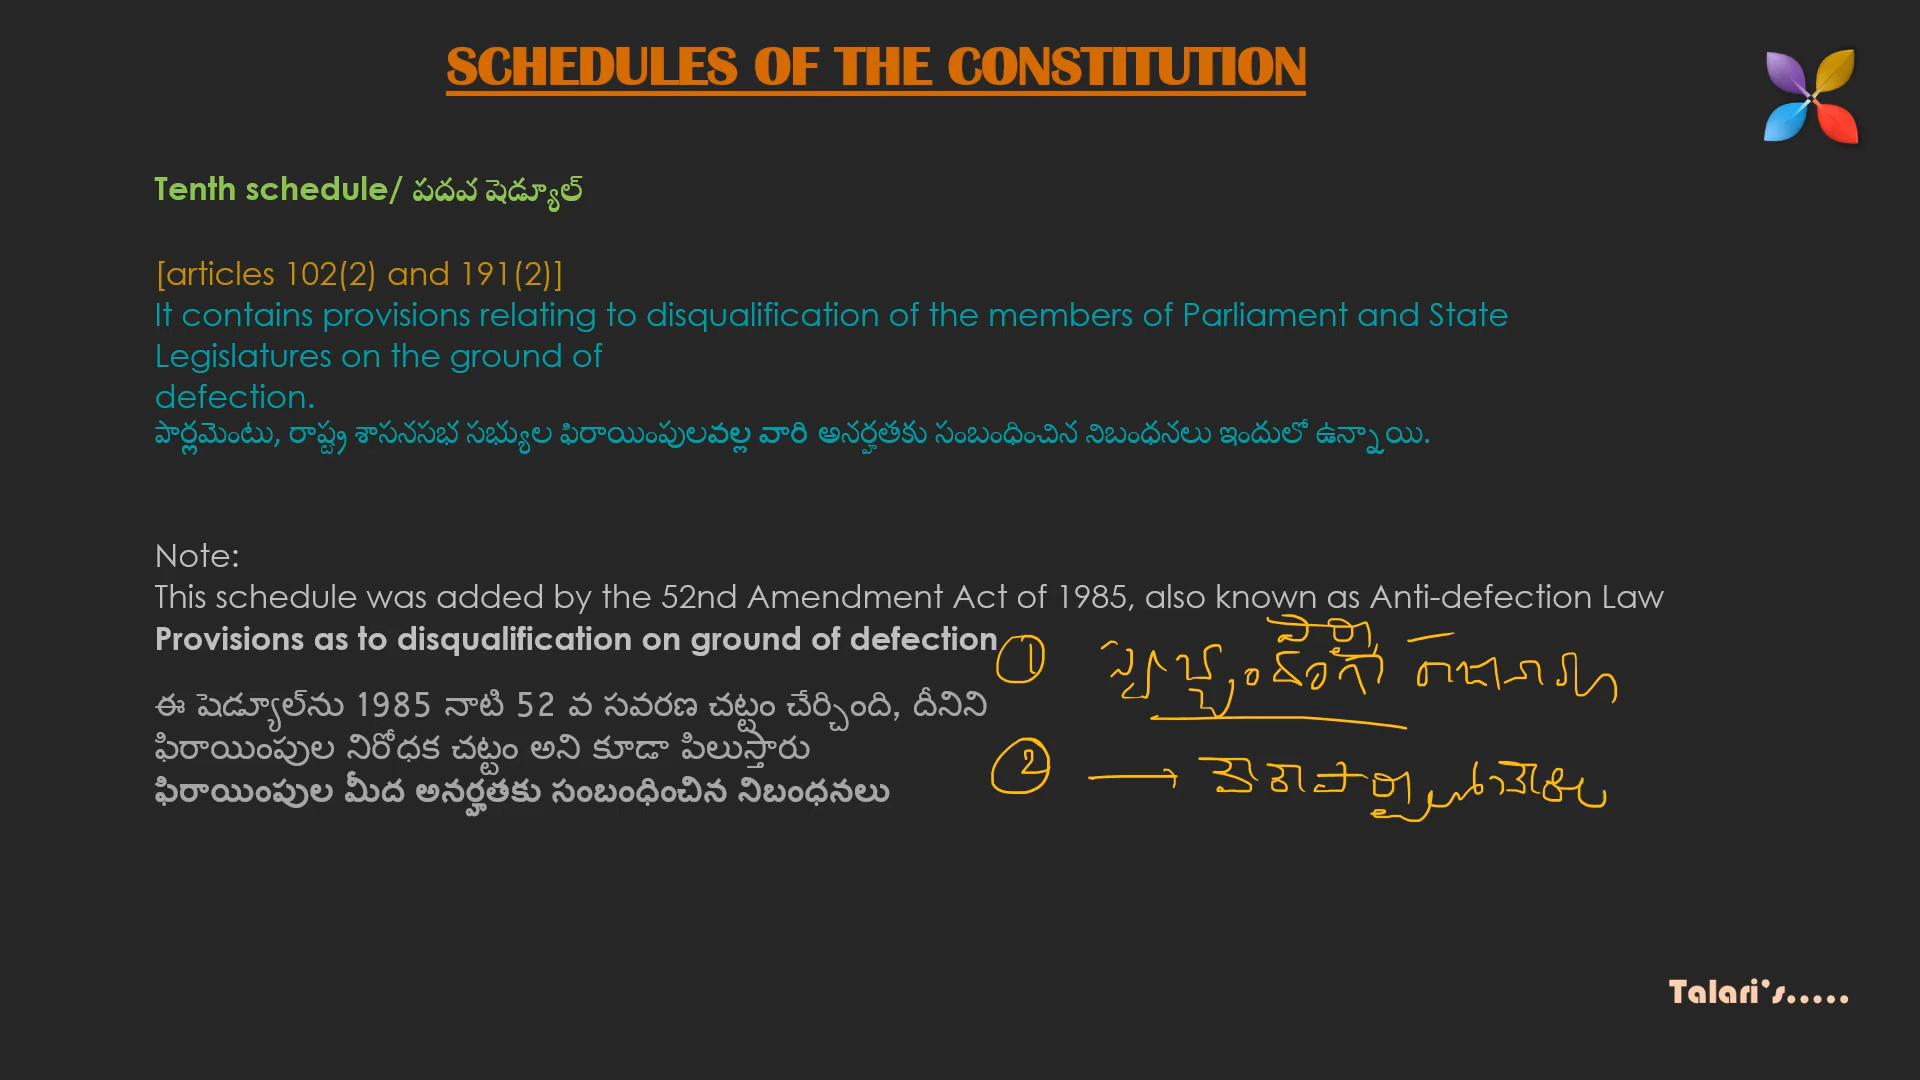 SCHEDULES OF THE CONSTITUTION
Tenth schedule/ పదవ షెడ్యూల్
[articles 102(2) and 191(2)]
It contains provisions relating to disqualification of the members of Parliament and State
Legislatures on the ground of
defection.
పార్లమెంటు, రాష్ట్ర శాసనసభ సభ్యుల ఫిరాయింపులవల్ల వారి అనర్హతకు సంబంధించిన నిబంధనలు ఇందులో ఉన్నాయి.
Note:
This schedule was added by the 52nd Amendment Act of 1985, also known as Anti-defection Law
Provisions as to disqualification on ground of defection
1
ఈ షెడ్యూల్‌ను 1985 నాటి 52 వ సవరణ చట్టం చేర్చింది, దీనిని
ఫిరాయింపుల నిరోధక చట్టం అని కూడా పిలుస్తారు
2 →
ఫిరాయింపుల మీద అనర్హతకు సంబంధించిన నిబంధనలు
Talari's.....